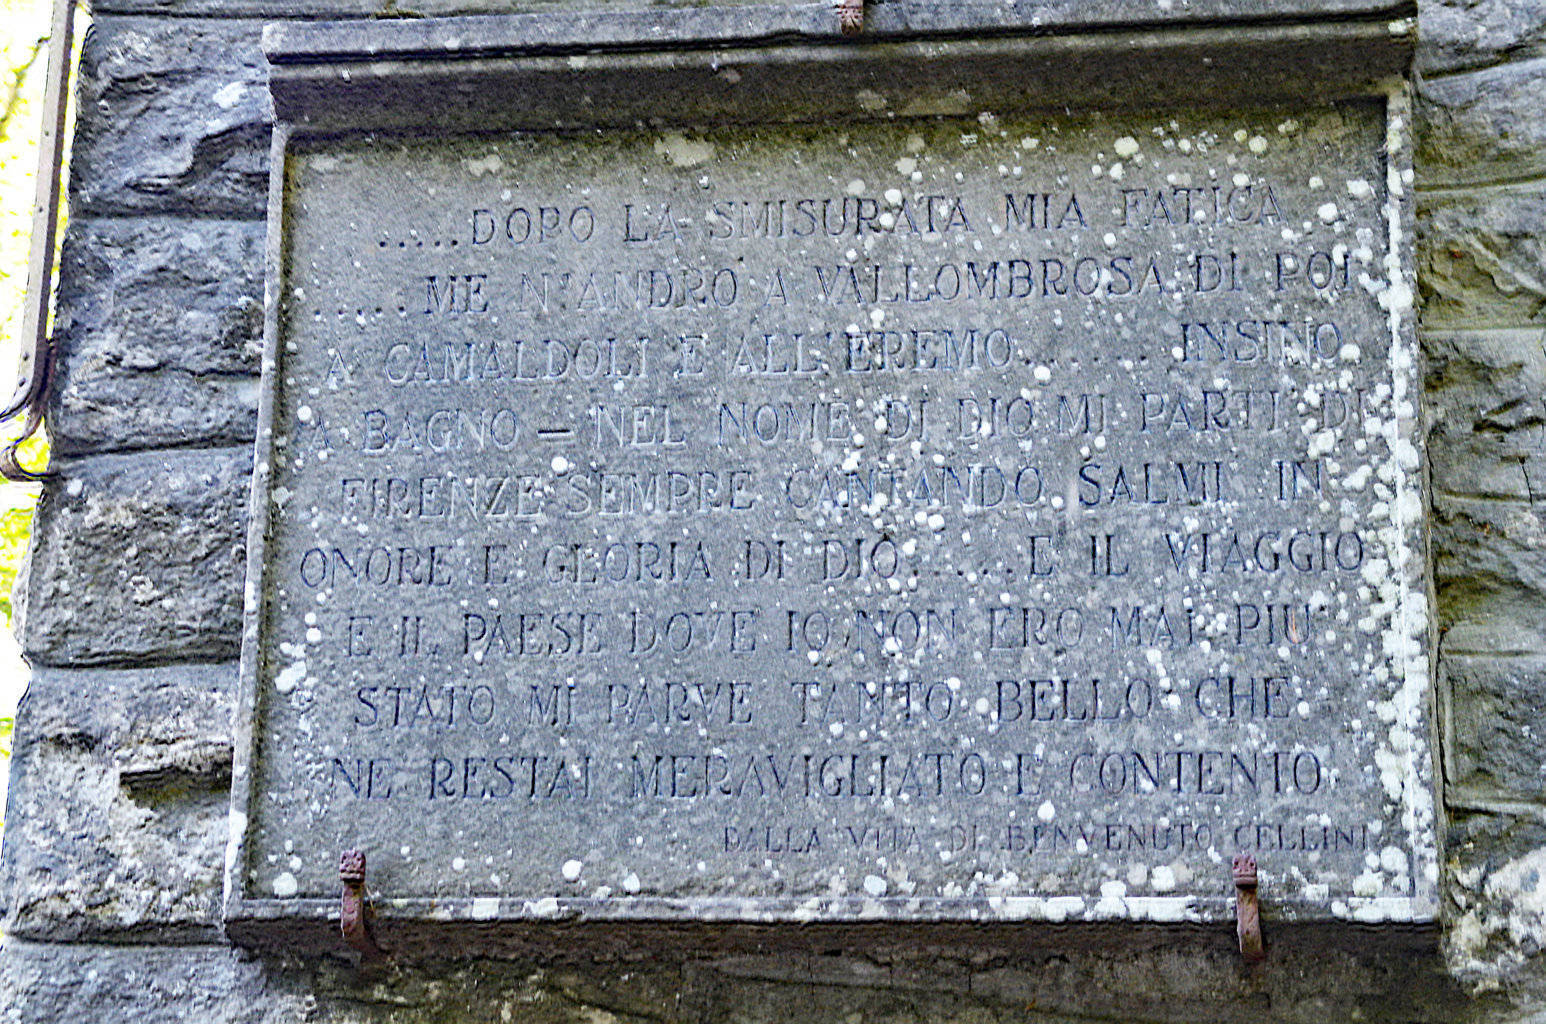 ..... DOPO LA SMISURATA MIA FATICA
..... ME N'ANDRO A VALLOMBROSA DI POI
A CAMALDOLI E ALL'EREMO....... INSINO
A BAGNO — NEL NOME DI DIO MI PARTI DI
FIRENZE SEMPRE CANTANDO SALMI IN
ONORE E GLORIA DI DIO..... E IL VIAGGIO
E IL PAESE DOVE IO NON ERO MAI PIU
STATO MI PARVE TANTO BELLO CHE
NE RESTAI MERAVIGLIATO E CONTENTO
DALLA VITA DI BENVENUTO CELLINI